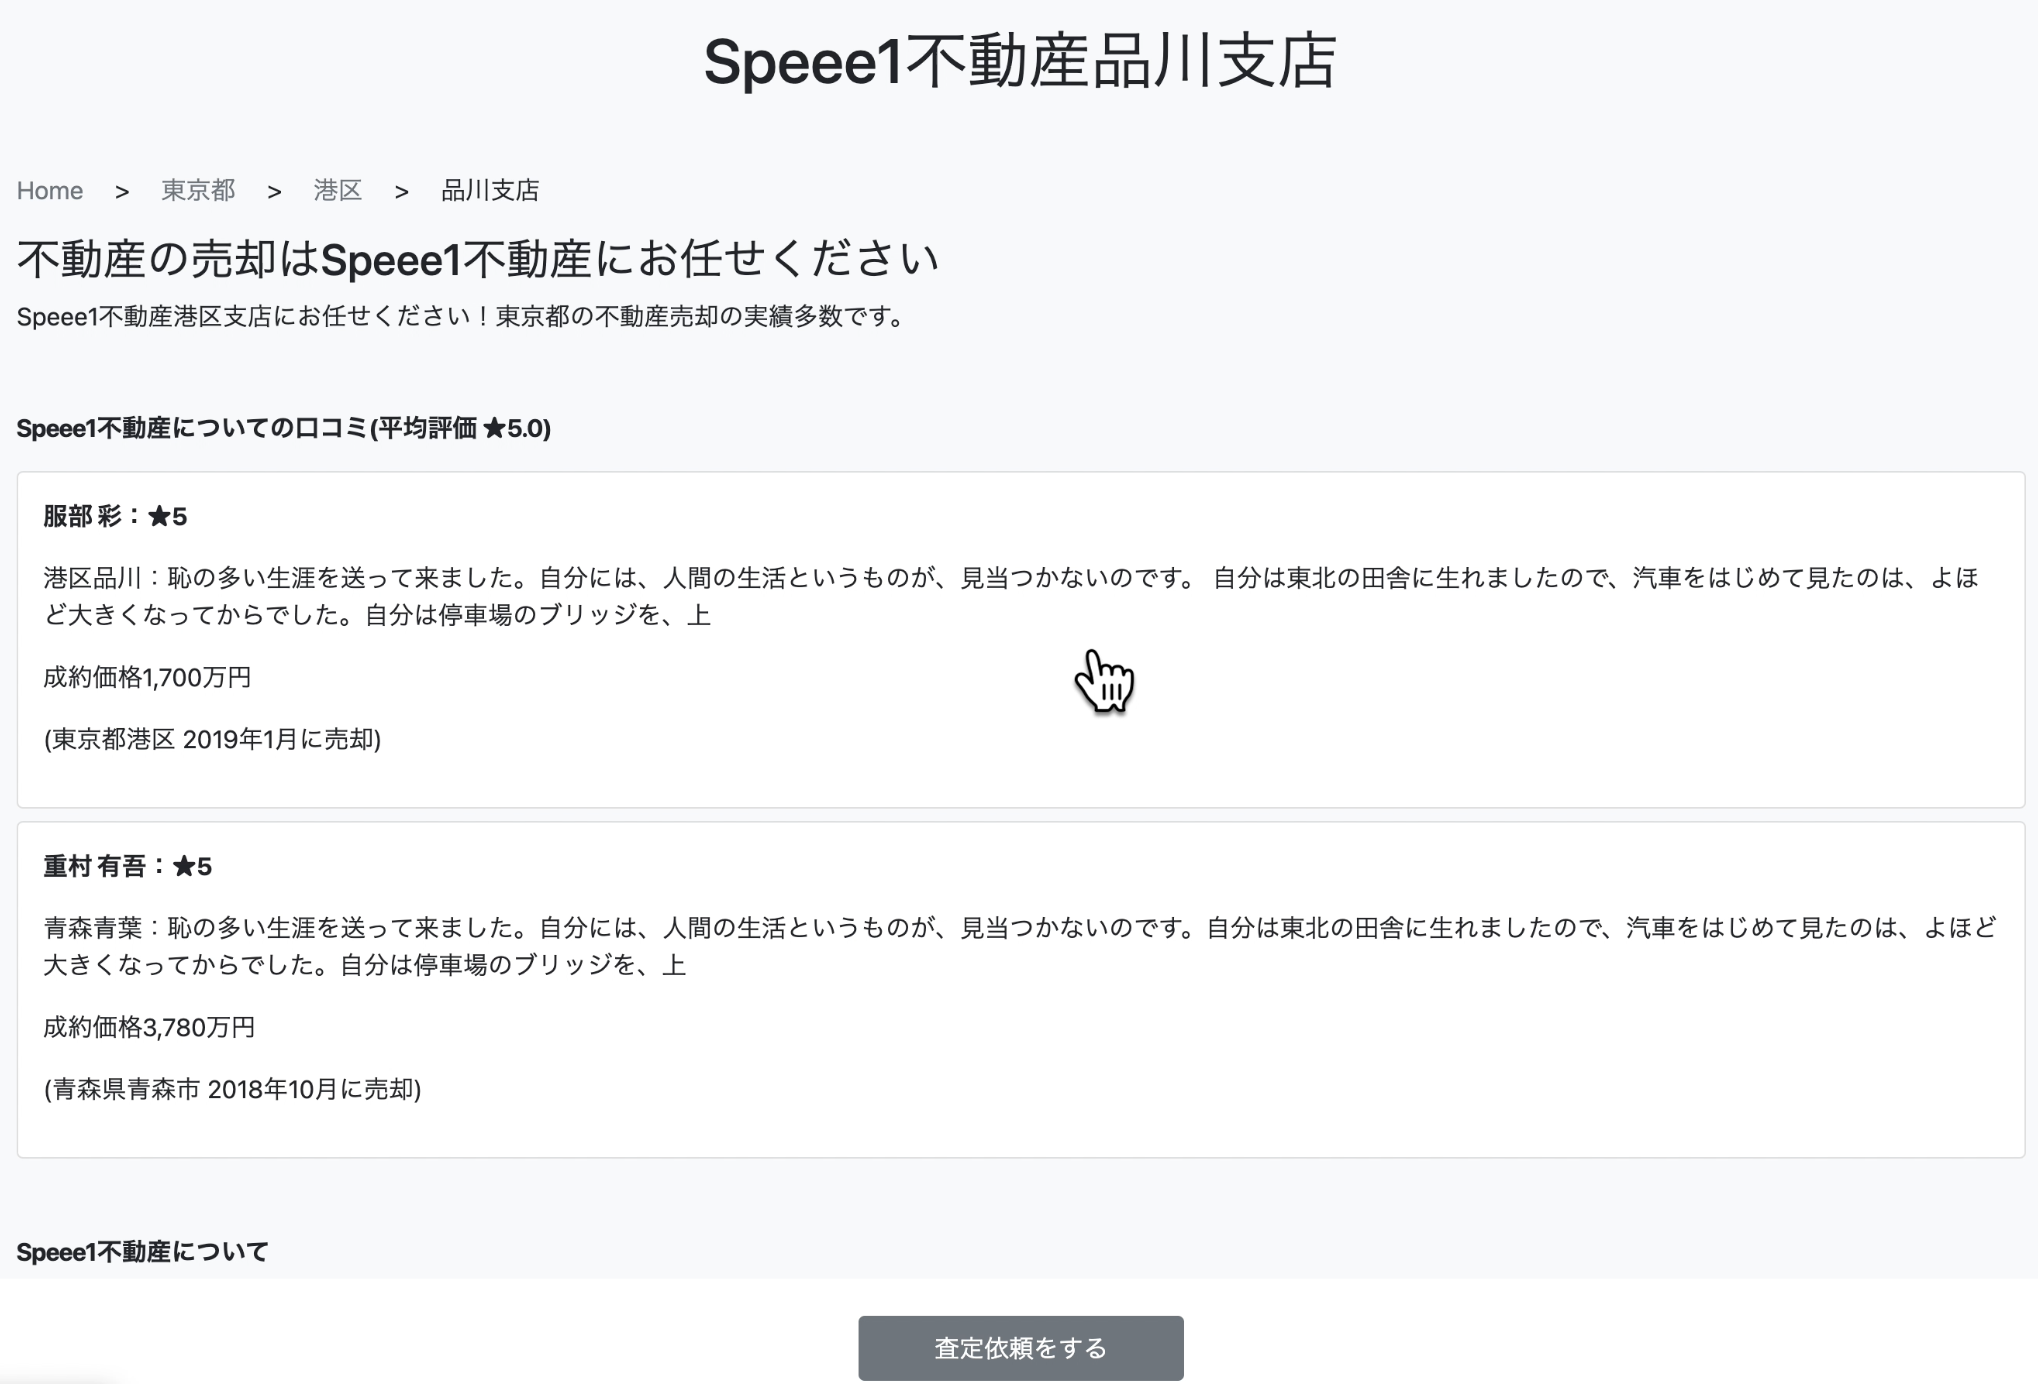 Speee1不動産品川支店
Home > 東京都 > 港区 > 品川支店
不動産の売却はSpeee1不動産にお任せください
Speee1不動産港区支店にお任せください！東京都の不動産売却の実績多数です。
Speee1不動産についての口コミ(平均評価 ★5.0)
服部 彩：★5
港区品川：恥の多い生涯を送って来ました。自分には、人間の生活というものが、見当つかないのです。 自分は東北の田舎に生れましたので、汽車をはじめて見たのは、よほ
ど大きくなってからでした。自分は停車場のブリッジを、上
成約価格1,700万円
(東京都港区 2019年1月に売却)
重村 有吾：★5
青森青葉：恥の多い生涯を送って来ました。自分には、人間の生活というものが、見当つかないのです。自分は東北の田舎に生れましたので、汽車をはじめて見たのは、よほど
大きくなってからでした。自分は停車場のブリッジを、上
成約価格3,780万円
(青森県青森市 2018年10月に売却)
Speee1不動産について
査定依頼をする